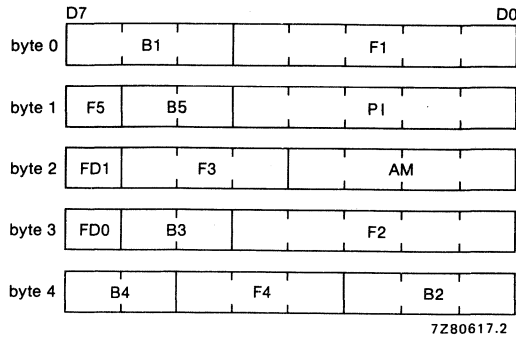 D7 D0
byte 0 B1 F1
byte 1 F5 B5 PI
byte 2 FD1 F3 AM
byte 3 FD0 B3 F2
byte 4 B4 F4 B2
7Z80617.2